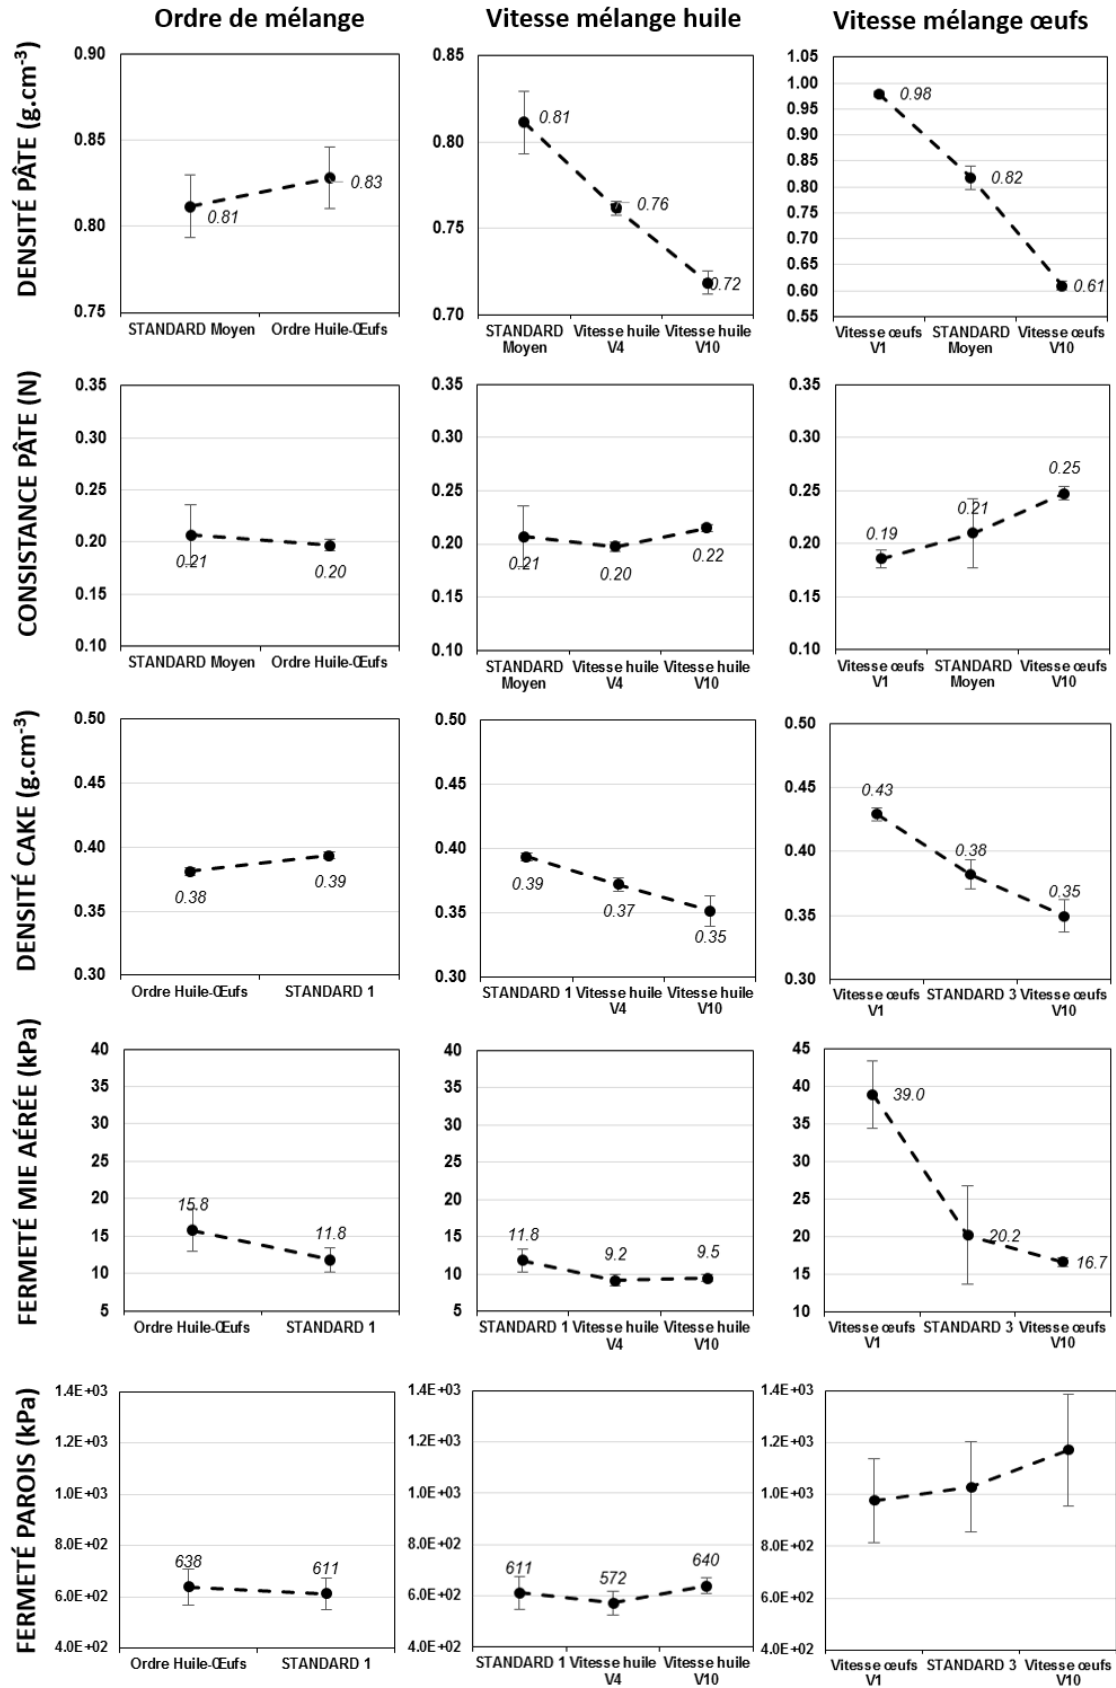 Ordre de mélange
Vitesse mélange huile
Vitesse mélange œufs
DENSITÉ PÂTE (g.cm⁻³)
0.90
0.85
0.80
0.75
0.81
0.83
STANDARD Moyen
Ordre Huile-Œufs
0.85
0.80
0.75
0.70
0.81
0.76
0.72
STANDARD
Moyen
Vitesse huile
V4
Vitesse huile
V10
1.05
1.00
0.95
0.90
0.85
0.80
0.75
0.70
0.65
0.60
0.55
0.98
0.82
0.61
Vitesse œufs
V1
STANDARD
Moyen
Vitesse œufs
V10
CONSISTANCE PÂTE (N)
0.35
0.30
0.25
0.20
0.15
0.10
0.21
0.20
STANDARD Moyen
Ordre Huile-Œufs
0.35
0.30
0.25
0.20
0.15
0.10
0.21
0.20
0.22
STANDARD
Moyen
Vitesse huile
V4
Vitesse huile
V10
0.35
0.30
0.25
0.20
0.15
0.10
0.19
0.21
0.25
Vitesse œufs
V1
STANDARD
Moyen
Vitesse œufs
V10
DENSITÉ CAKE (g.cm⁻³)
0.50
0.45
0.40
0.35
0.30
0.38
0.39
Ordre Huile-Œufs
STANDARD 1
0.50
0.45
0.40
0.35
0.30
0.39
0.37
0.35
STANDARD 1
Vitesse huile
V4
Vitesse huile
V10
0.50
0.45
0.40
0.35
0.30
0.43
0.38
0.35
Vitesse œufs
V1
STANDARD 3
Vitesse œufs
V10
FERMETÉ MIE AÉRÉE (kPa)
40
35
30
25
20
15
10
5
15.8
11.8
Ordre Huile-Œufs
STANDARD 1
40
35
30
25
20
15
10
5
11.8
9.2
9.5
STANDARD 1
Vitesse huile
V4
Vitesse huile
V10
45
40
35
30
25
20
15
10
39.0
20.2
16.7
Vitesse œufs
V1
STANDARD 3
Vitesse œufs
V10
FERMETÉ PAROIS (kPa)
1.4E+03
1.2E+03
1.0E+03
8.0E+02
6.0E+02
4.0E+02
638
611
Ordre Huile-Œufs
STANDARD 1
1.4E+03
1.2E+03
1.0E+03
8.0E+02
6.0E+02
4.0E+02
611
572
640
STANDARD 1
Vitesse huile
V4
Vitesse huile
V10
1.4E+03
1.2E+03
1.0E+03
8.0E+02
6.0E+02
4.0E+02
Vitesse œufs
V1
STANDARD 3
Vitesse œufs
V10